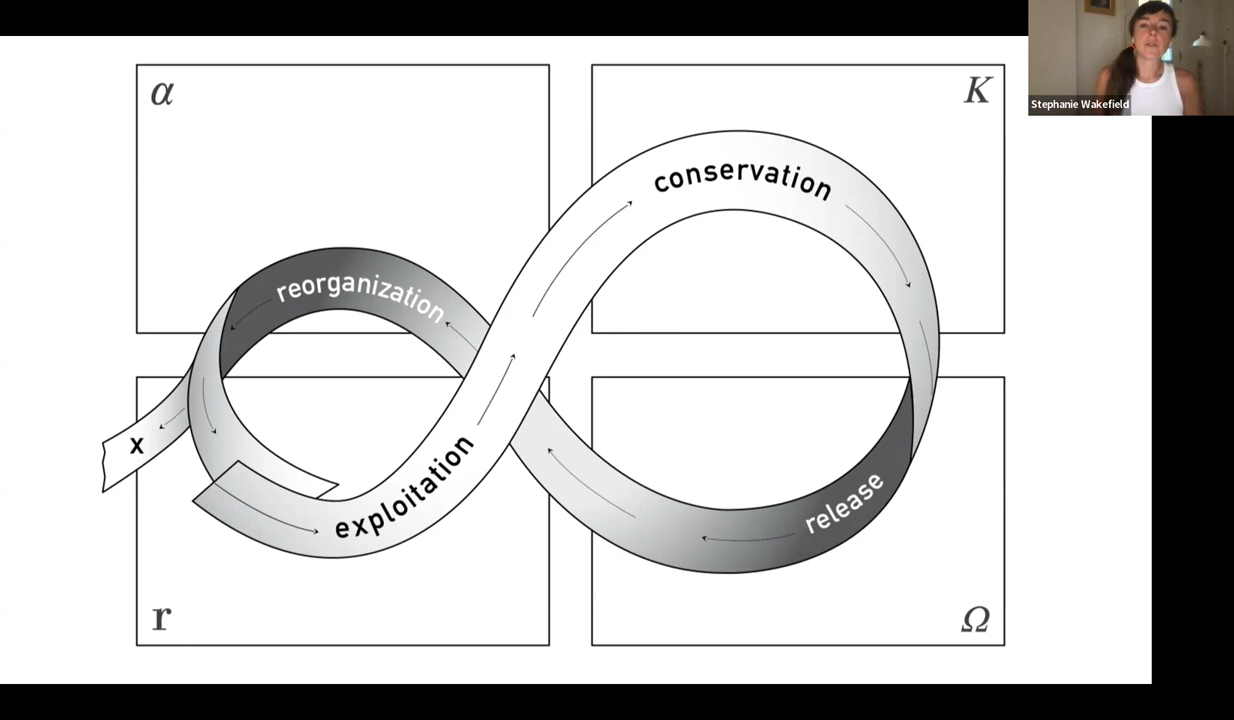 α
K
Stephanie Wakefield
conservation
reorganization
x
exploitation
release
r
Ω